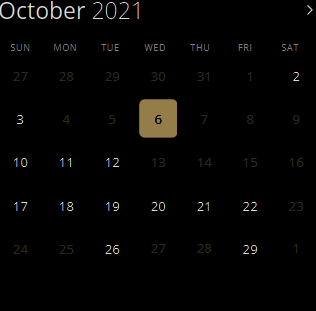 October 2021 >
SUN MON TUE WED THU FRI SAT
27 28 29 30 31 1 2
3 4 5 6 7 8 9
10 11 12 13 14 15 16
17 18 19 20 21 22 23
24 25 26 27 28 29 1